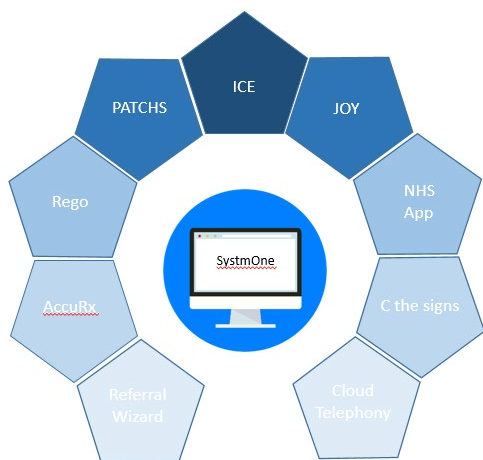 ICE
PATCHS
JOY
Rego
NHS
App
SystmOne
AccuRx
C the signs
Referral
Wizard
Cloud
Telephony